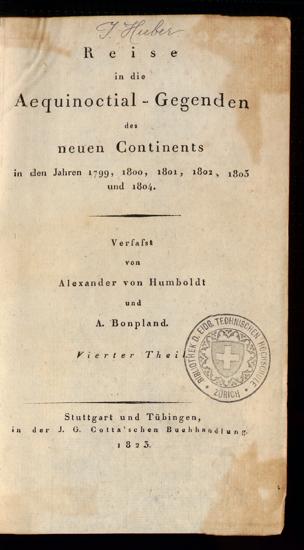 J. Huber
Reise
in die
Aequinoctial-Gegenden
des
neuen Continents
in den Jahren 1799, 1800, 1801, 1802, 1803
und 1804.
Verfaſst
von
Alexander von Humboldt
und
A. Bonpland.
Vierter Theil
BIBLIOTHEK D. EIDG. TECHNISCHEN HOCHSCHULE
ZÜRICH
Stuttgart und Tübingen,
in der J. G. Cotta'schen Buchhandlung.
1823.